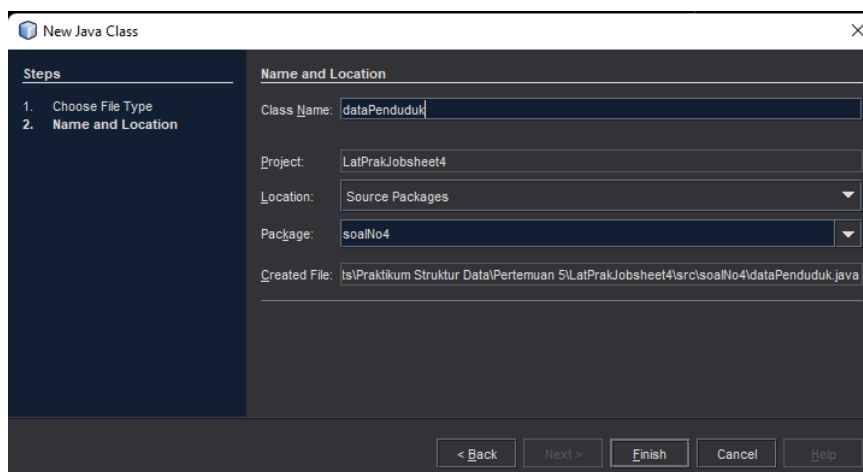 New Java Class
Steps
1. Choose File Type
2. Name and Location
Name and Location
Class Name: dataPenduduk
Project: LatPrakJobsheet4
Location: Source Packages
Package: soalNo4
Created File: ts\Praktikum Struktur Data\Pertemuan 5\LatPrakJobsheet4\src\soalNo4\dataPenduduk.java
< Back Next > Finish Cancel Help